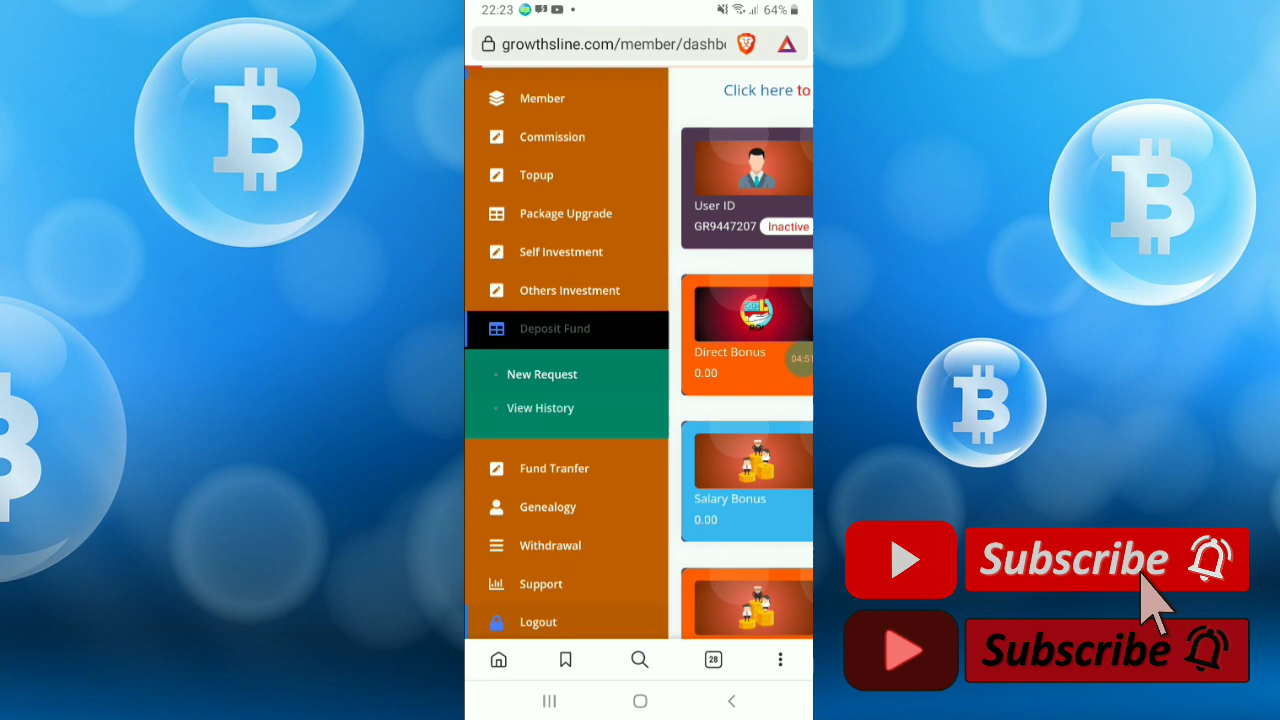 22:23
64%
growthsline.com/member/dashb
Click here to
Member
Commission
Topup
Package Upgrade
Self Investment
Others Investment
Deposit Fund
New Request
View History
Fund Tranfer
Genealogy
Withdrawal
Support
Logout
User ID
GR9447207 Inactive
Direct Bonus
0.00
04:51
Salary Bonus
0.00
28
Subscribe
Subscribe